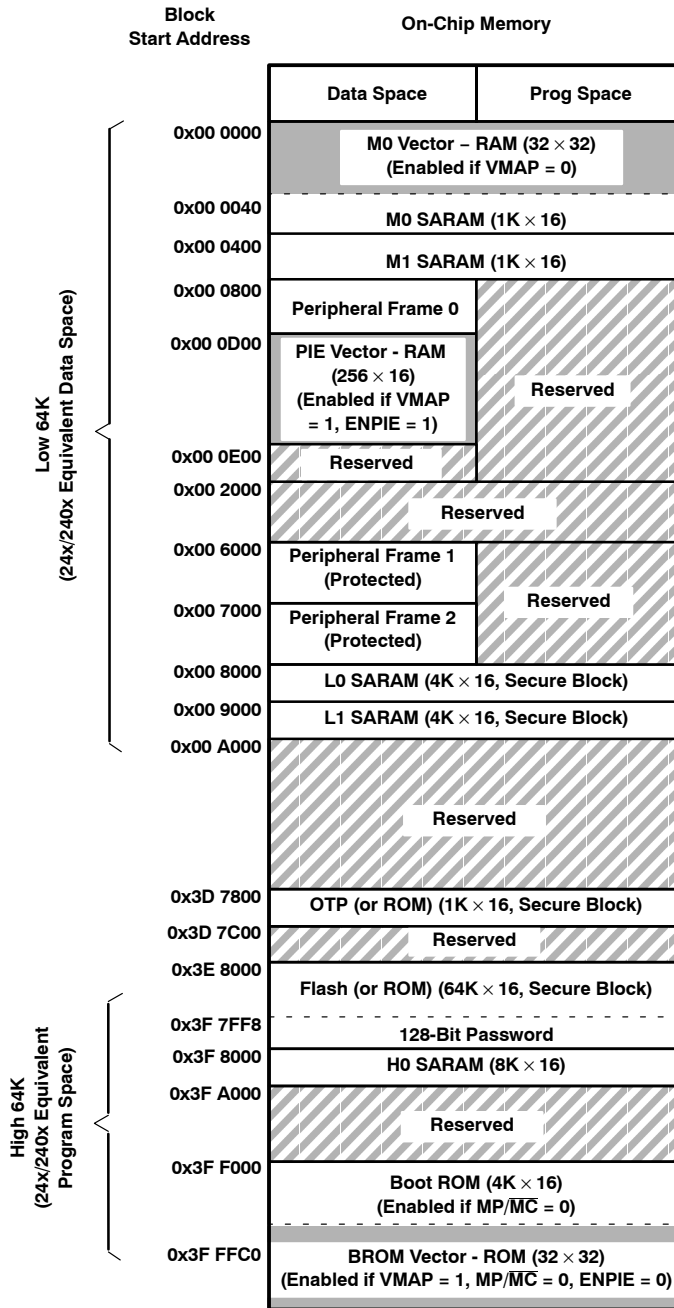 Block
Start Address
On-Chip Memory
Data Space
Prog Space
Low 64K
(24x/240x Equivalent Data Space)
0x00 0000
M0 Vector – RAM (32 × 32)
(Enabled if VMAP = 0)
0x00 0040
M0 SARAM (1K × 16)
0x00 0400
M1 SARAM (1K × 16)
0x00 0800
Peripheral Frame 0
Reserved
0x00 0D00
PIE Vector - RAM
(256 × 16)
(Enabled if VMAP
= 1, ENPIE = 1)
0x00 0E00
Reserved
0x00 2000
Reserved
0x00 6000
Peripheral Frame 1
(Protected)
Reserved
0x00 7000
Peripheral Frame 2
(Protected)
0x00 8000
L0 SARAM (4K × 16, Secure Block)
0x00 9000
L1 SARAM (4K × 16, Secure Block)
0x00 A000
Reserved
0x3D 7800
OTP (or ROM) (1K × 16, Secure Block)
0x3D 7C00
Reserved
High 64K
(24x/240x Equivalent
Program Space)
0x3E 8000
Flash (or ROM) (64K × 16, Secure Block)
0x3F 7FF8
128-Bit Password
0x3F 8000
H0 SARAM (8K × 16)
0x3F A000
Reserved
0x3F F000
Boot ROM (4K × 16)
(Enabled if MP/M̅C̅ = 0)
0x3F FFC0
BROM Vector - ROM (32 × 32)
(Enabled if VMAP = 1, MP/M̅C̅ = 0, ENPIE = 0)